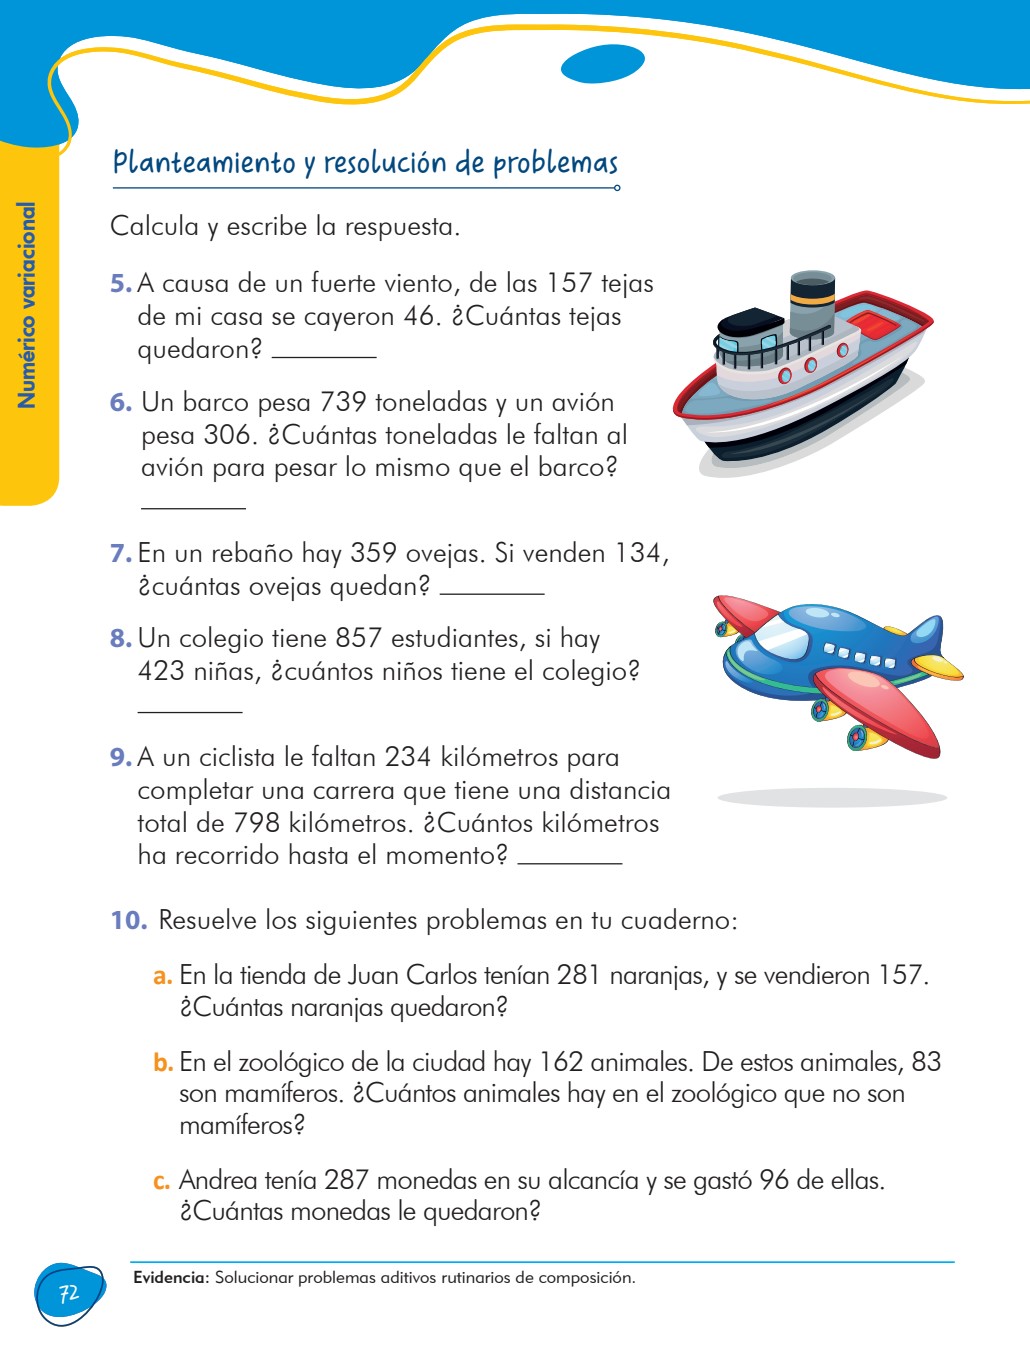 Planteamiento y resolución de problemas
Numérico variacional
Calcula y escribe la respuesta.
5. A causa de un fuerte viento, de las 157 tejas
de mi casa se cayeron 46. ¿Cuántas tejas
quedaron? ________
6. Un barco pesa 739 toneladas y un avión
pesa 306. ¿Cuántas toneladas le faltan al
avión para pesar lo mismo que el barco?
________
7. En un rebaño hay 359 ovejas. Si venden 134,
¿cuántas ovejas quedan? ________
8. Un colegio tiene 857 estudiantes, si hay
423 niñas, ¿cuántos niños tiene el colegio?
________
9. A un ciclista le faltan 234 kilómetros para
completar una carrera que tiene una distancia
total de 798 kilómetros. ¿Cuántos kilómetros
ha recorrido hasta el momento? ________
10. Resuelve los siguientes problemas en tu cuaderno:
a. En la tienda de Juan Carlos tenían 281 naranjas, y se vendieron 157.
¿Cuántas naranjas quedaron?
b. En el zoológico de la ciudad hay 162 animales. De estos animales, 83
son mamíferos. ¿Cuántos animales hay en el zoológico que no son
mamíferos?
c. Andrea tenía 287 monedas en su alcancía y se gastó 96 de ellas.
¿Cuántas monedas le quedaron?
Evidencia: Solucionar problemas aditivos rutinarios de composición.
72